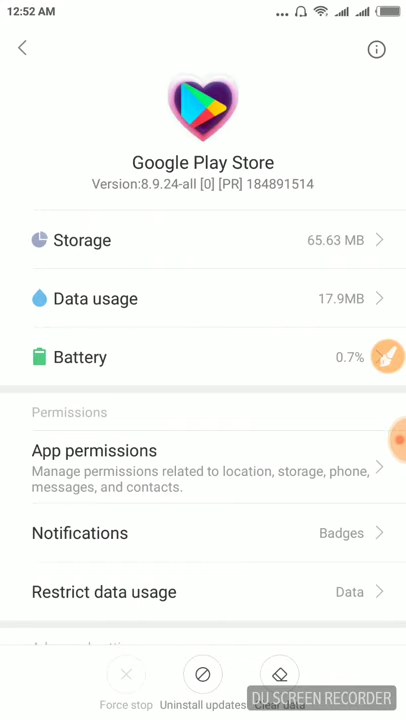 12:52 AM
Google Play Store
Version:8.9.24-all [0] [PR] 184891514
Storage 65.63 MB
Data usage 17.9MB
Battery 0.7%
Permissions
App permissions
Manage permissions related to location, storage, phone,
messages, and contacts.
Notifications Badges
Restrict data usage Data
Force stop Uninstall updates Clear data
DU SCREEN RECORDER